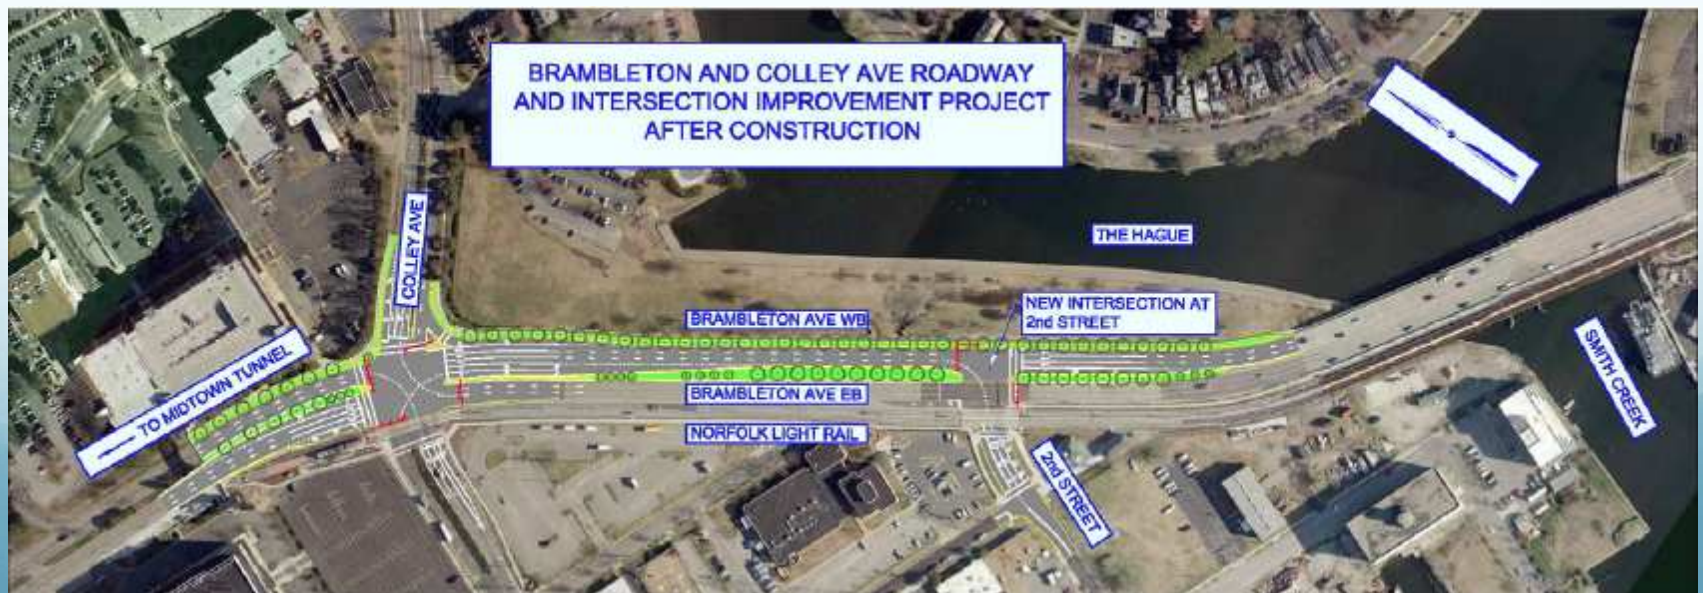 BRAMBLETON AND COLLEY AVE ROADWAY
AND INTERSECTION IMPROVEMENT PROJECT
AFTER CONSTRUCTION
COLLEY AVE
THE HAGUE
NEW INTERSECTION AT
2nd STREET
BRAMBLETON AVE WB
TO MIDTOWN TUNNEL
SMITH CREEK
BRAMBLETON AVE EB
NORFOLK LIGHT RAIL
2nd STREET